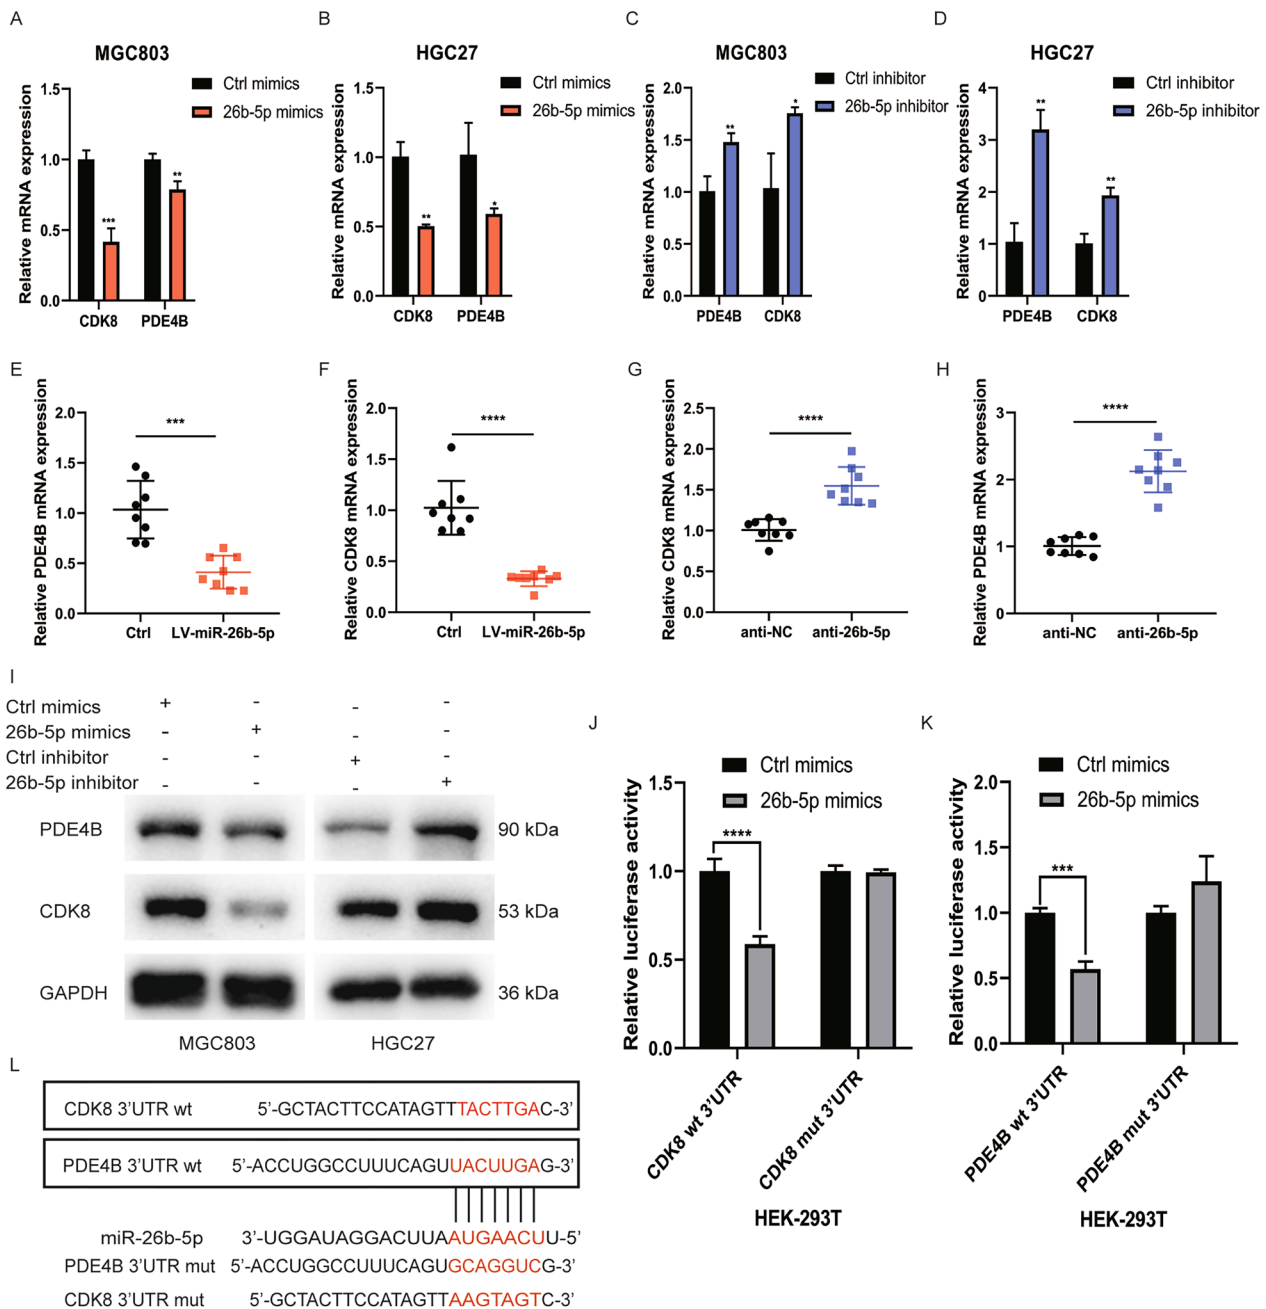 A
B
C
D
MGC803
Ctrl mimics
26b-5p mimics
Relative mRNA expression
1.5
1.0
0.5
0.0
***
**
CDK8
PDE4B
HGC27
Ctrl mimics
26b-5p mimics
Relative mRNA expression
1.5
1.0
0.5
0
**
*
CDK8
PDE4B
MGC803
Ctrl inhibitor
26b-5p inhibitor
Relative mRNA expression
2.0
1.5
1.0
0.5
0.0
**
*
PDE4B
CDK8
HGC27
Ctrl inhibitor
26b-5p inhibitor
Relative mRNA expression
4
3
2
1
0
**
**
PDE4B
CDK8
E
Relative PDE4B mRNA expression
2.0
1.5
1.0
0.5
0.0
***
Ctrl
LV-miR-26b-5p
F
Relative CDK8 mRNA expression
2.0
1.5
1.0
0.5
0.0
****
Ctrl
LV-miR-26b-5p
G
Relative CDK8 mRNA expression
2.5
2.0
1.5
1.0
0.5
0.0
****
anti-NC
anti-26b-5p
H
Relative PDE4B mRNA expression
3
2
1
0
****
anti-NC
anti-26b-5p
I
Ctrl mimics + - - -
26b-5p mimics - + - -
Ctrl inhibitor - - + -
26b-5p inhibitor - - - +
PDE4B 90 kDa
CDK8 53 kDa
GAPDH 36 kDa
MGC803 HGC27
J
Ctrl mimics
26b-5p mimics
Relative luciferase activity
1.5
1.0
0.5
0.0
****
CDK8 wt 3’UTR
CDK8 mut 3’UTR
HEK-293T
K
Ctrl mimics
26b-5p mimics
Relative luciferase activity
2.0
1.5
1.0
0.5
0.0
***
PDE4B wt 3’UTR
PDE4B mut 3’UTR
HEK-293T
L
CDK8 3’UTR wt 5’-GCTACTTCCATAGTTTACTTGAC-3’
PDE4B 3’UTR wt 5’-ACCUGGCCUUUCAGUUACUUGAG-3’
miR-26b-5p 3’-UGGAUAGGACUUAAUGAACUU-5’
PDE4B 3’UTR mut 5’-ACCUGGCCUUUCAGUGCAGGUCG-3’
CDK8 3’UTR mut 5’-GCTACTTCCATAGTTAAGTAGTC-3’